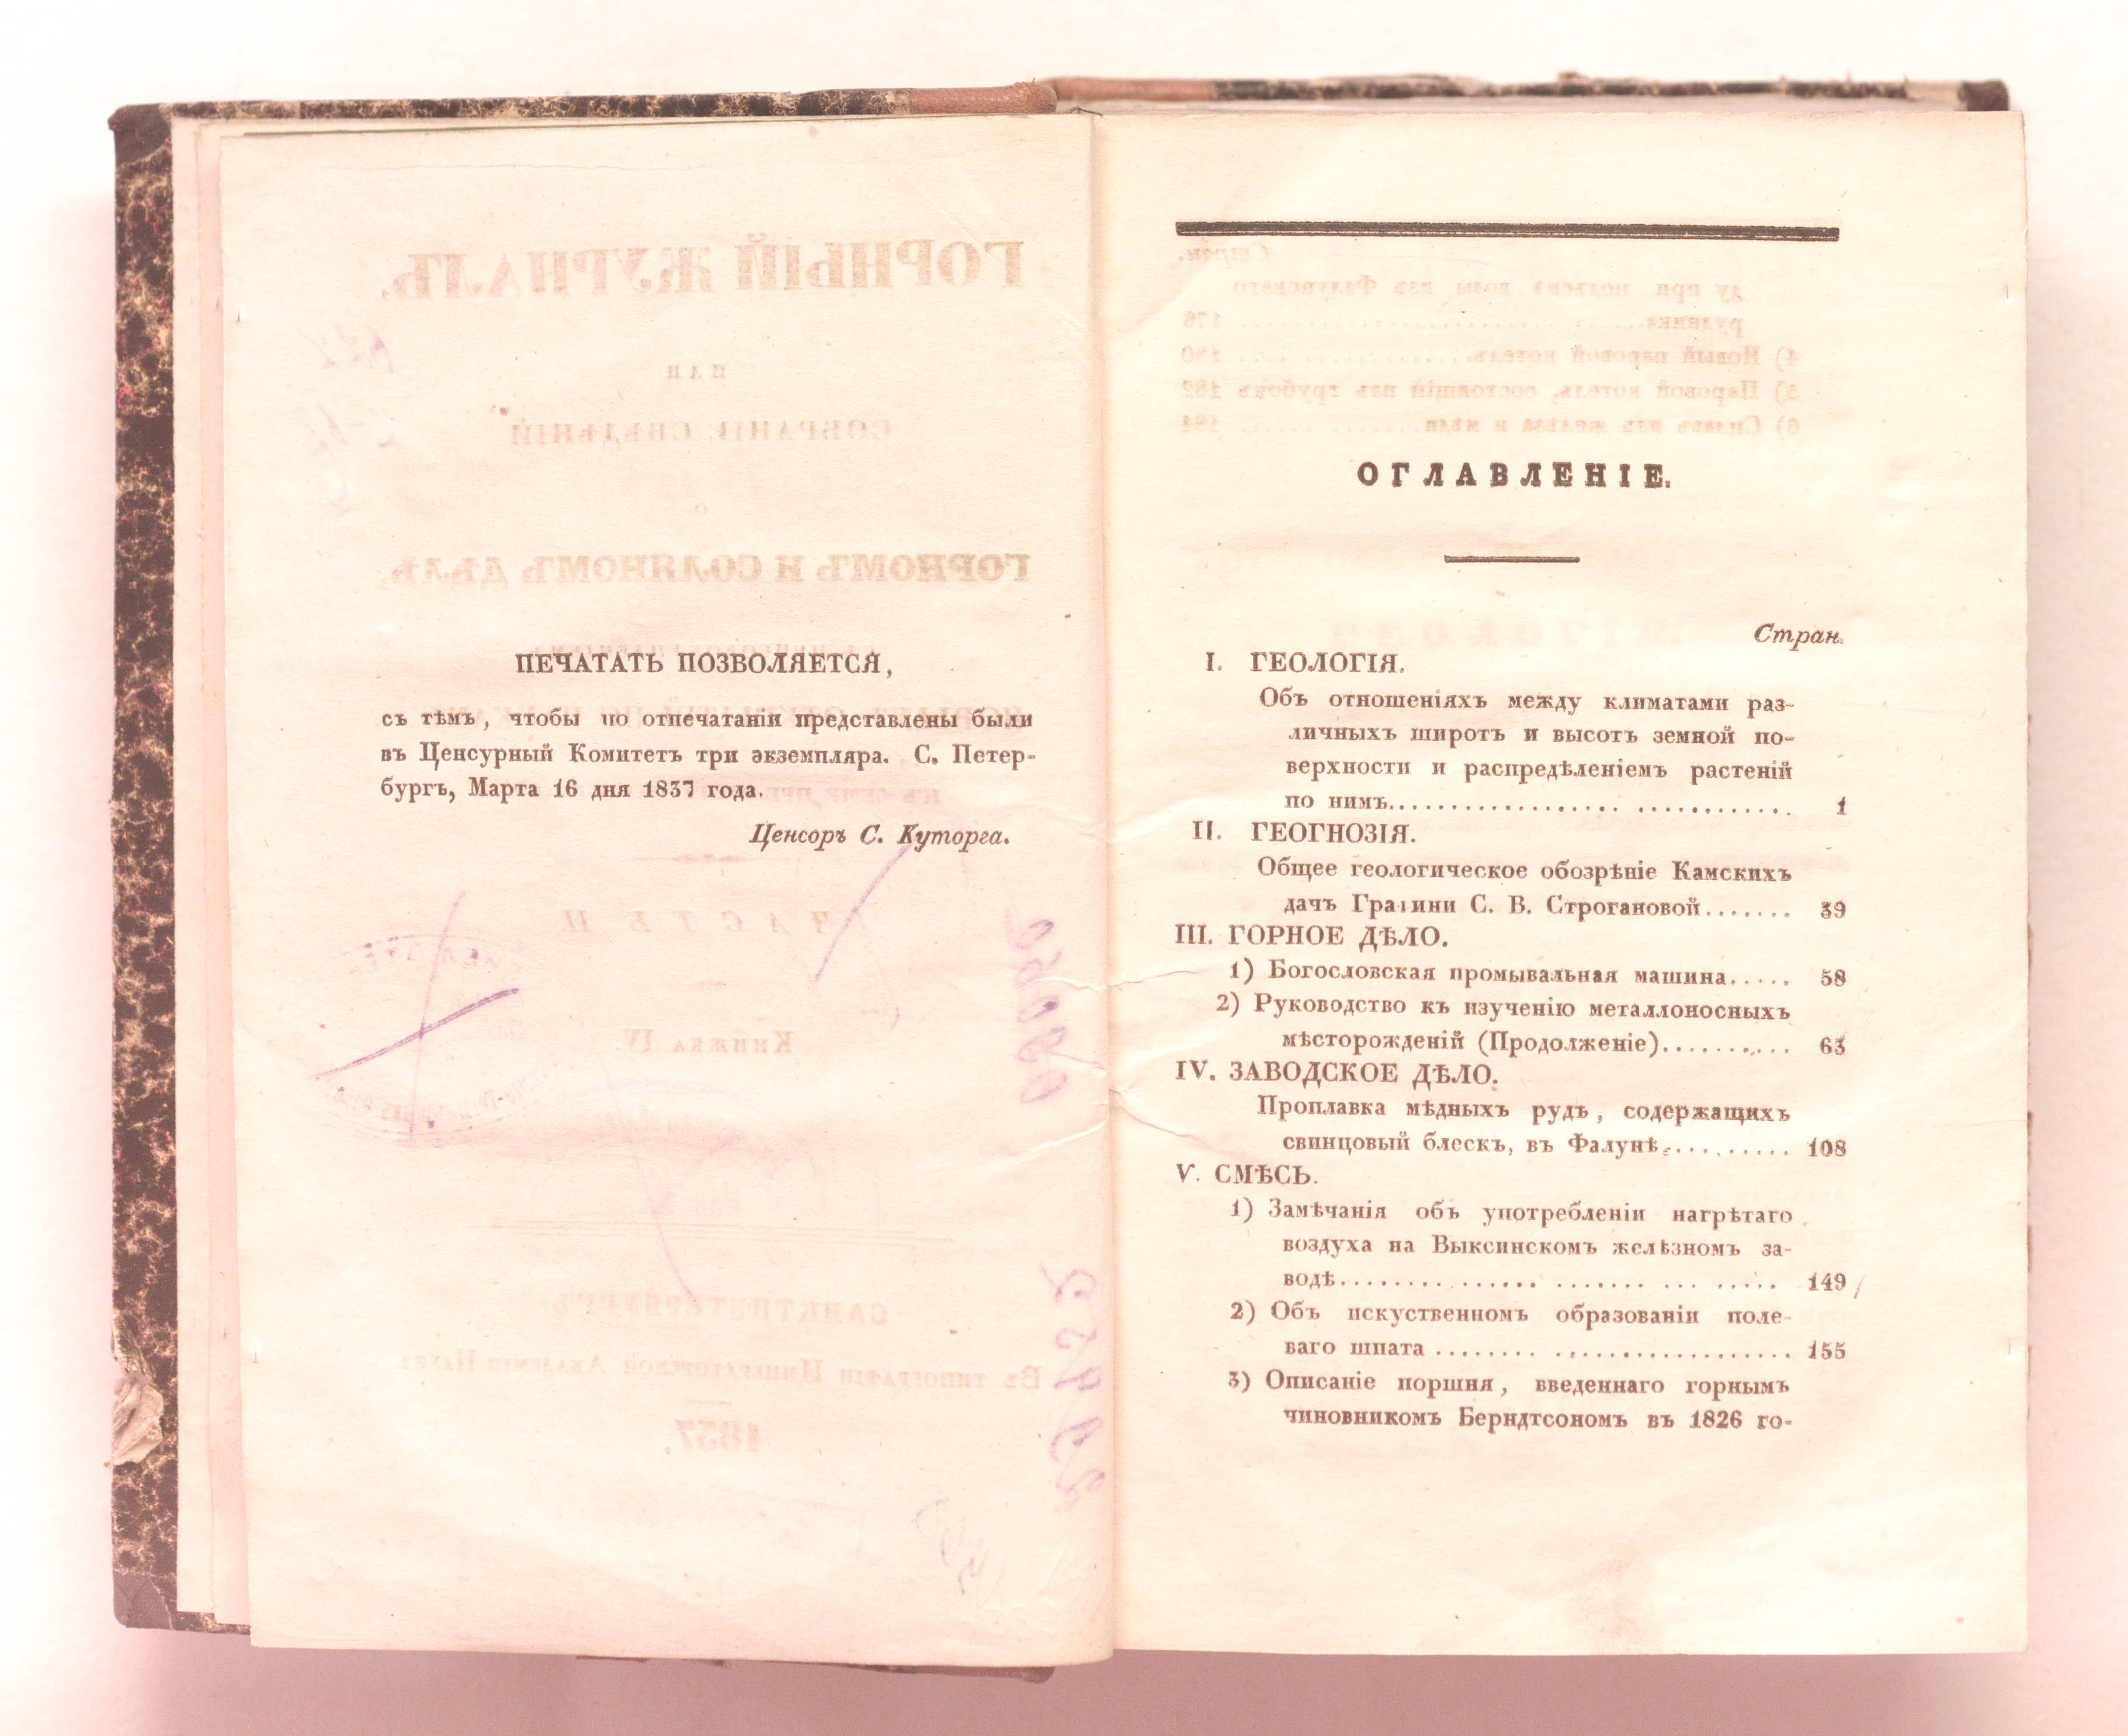 ПЕЧАТАТЬ ПОЗВОЛЯЕТСЯ,
съ тѣмъ, чтобы по отпечатаніи представлены были
въ Ценсурный Комитетъ три экземпляра. С. Петер-
бургъ, Марта 16 дня 1837 года.
Ценсоръ С. Куторга.
ОГЛАВЛЕНІЕ.
Стран.
I. ГЕОЛОГІЯ.
Объ отношеніяхъ между климатами раз-
личныхъ широтъ и высотъ земной по-
верхности и распредѣленіемъ растеній
по нимъ.............................. 1
II. ГЕОГНОЗІЯ.
Общее геологическое обозрѣніе Камскихъ
дачъ Графини С. В. Строгановой....... 39
III. ГОРНОЕ ДѢЛО.
1) Богословская промывальная машина..... 58
2) Руководство къ изученію металлоносныхъ
мѣсторожденій (Продолженіе).......... 63
IV. ЗАВОДСКОЕ ДѢЛО.
Проплавка мѣдныхъ рудъ, содержащихъ
свинцовый блескъ, въ Фалунѣ.......... 108
V. СМѢСЬ.
1) Замѣчанія объ употребленіи нагрѣтаго
воздуха на Выксинскомъ желѣзномъ за-
водѣ.............................. 149
2) Объ искуственномъ образованіи поле-
ваго шпата .......................... 155
3) Описаніе поршня, введеннаго горнымъ
чиновникомъ Берндтсономъ въ 1826 го-